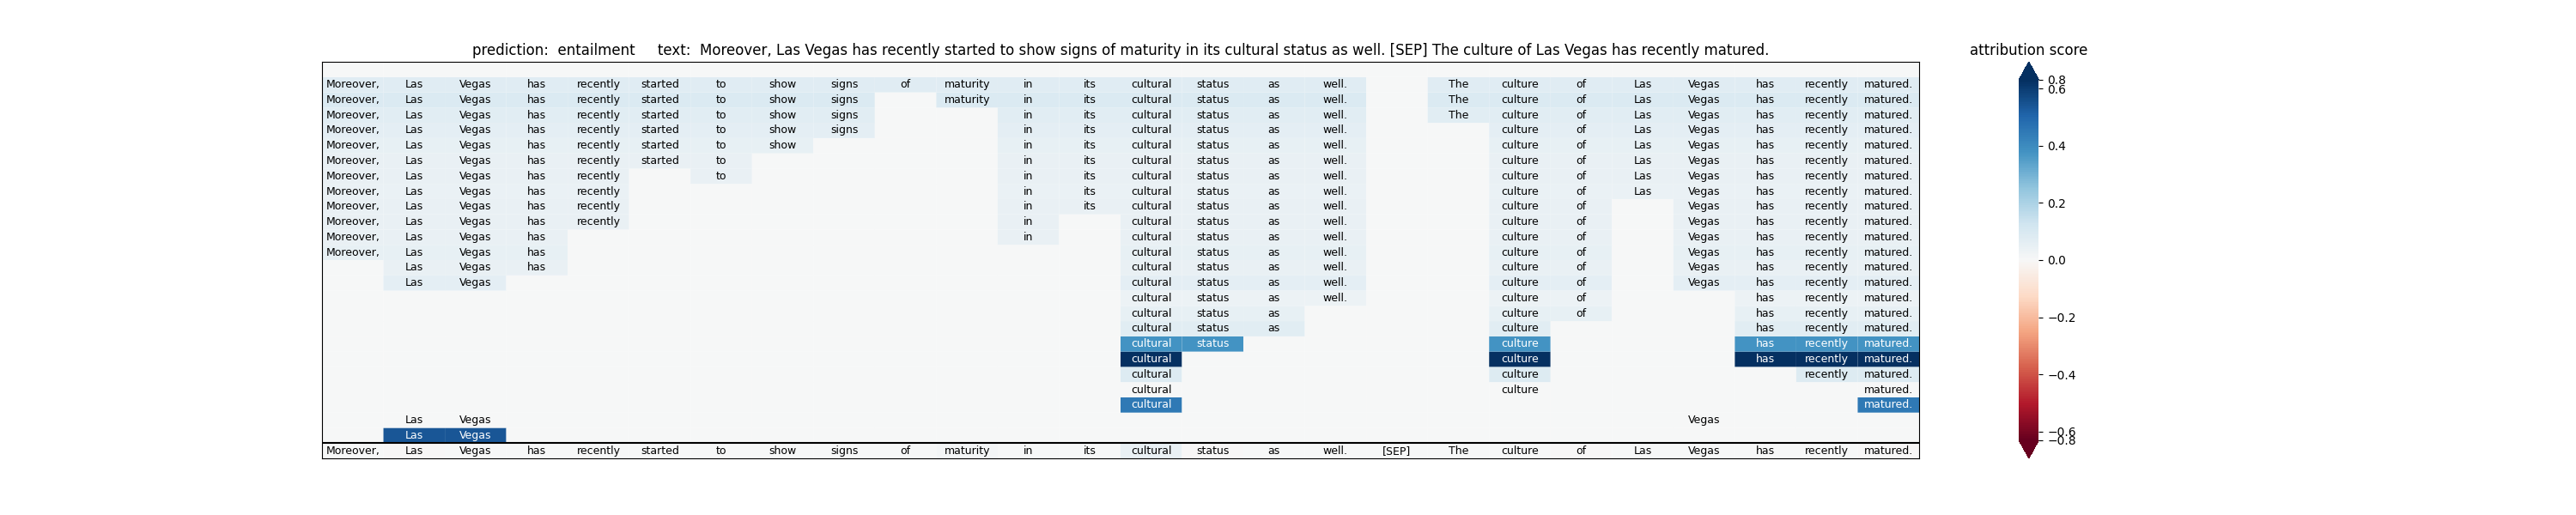 prediction: entailment text: Moreover, Las Vegas has recently started to show signs of maturity in its cultural status as well. [SEP] The culture of Las Vegas has recently matured.
attribution score
Moreover, Las Vegas has recently started to show signs of maturity in its cultural status as well. The culture of Las Vegas has recently matured.
Moreover, Las Vegas has recently started to show signs maturity in its cultural status as well. The culture of Las Vegas has recently matured.
Moreover, Las Vegas has recently started to show signs in its cultural status as well. The culture of Las Vegas has recently matured.
Moreover, Las Vegas has recently started to show signs in its cultural status as well. culture of Las Vegas has recently matured.
Moreover, Las Vegas has recently started to show in its cultural status as well. culture of Las Vegas has recently matured.
Moreover, Las Vegas has recently started to in its cultural status as well. culture of Las Vegas has recently matured.
Moreover, Las Vegas has recently to in its cultural status as well. culture of Las Vegas has recently matured.
Moreover, Las Vegas has recently in its cultural status as well. culture of Las Vegas has recently matured.
Moreover, Las Vegas has recently in its cultural status as well. culture of Vegas has recently matured.
Moreover, Las Vegas has recently in cultural status as well. culture of Vegas has recently matured.
Moreover, Las Vegas has in cultural status as well. culture of Vegas has recently matured.
Moreover, Las Vegas has cultural status as well. culture of Vegas has recently matured.
Las Vegas has cultural status as well. culture of Vegas has recently matured.
Las Vegas cultural status as well. culture of Vegas has recently matured.
cultural status as well. culture of has recently matured.
cultural status as culture of has recently matured.
cultural status as culture has recently matured.
cultural status culture has recently matured.
cultural culture has recently matured.
cultural culture recently matured.
cultural culture matured.
cultural matured.
Las Vegas Vegas
Las Vegas
Moreover, Las Vegas has recently started to show signs of maturity in its cultural status as well. [SEP] The culture of Las Vegas has recently matured.
0.8
0.6
0.4
0.2
0.0
−0.2
−0.4
−0.6
−0.8